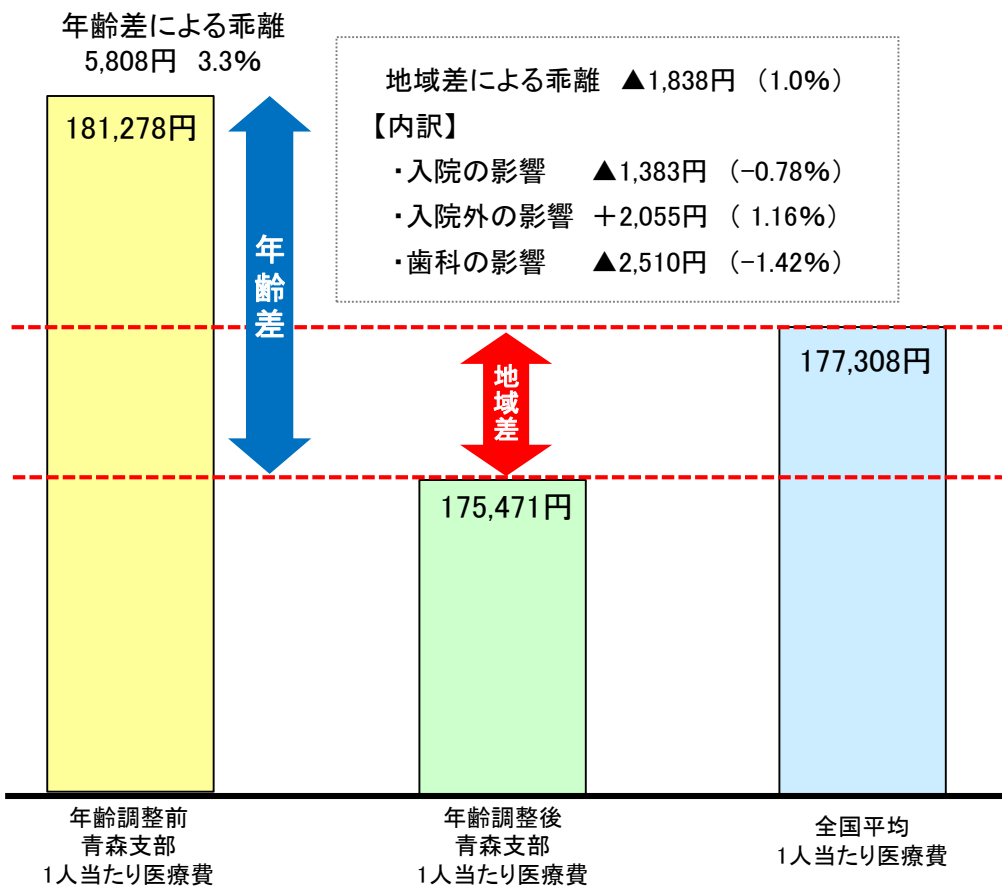 年齢差による乖離
5,808円 3.3%
地域差による乖離 ▲1,838円 (1.0%)
【内訳】
・入院の影響 ▲1,383円 (-0.78%)
・入院外の影響 +2,055円 ( 1.16%)
・歯科の影響 ▲2,510円 (-1.42%)
181,278円
年齢差
地域差
177,308円
175,471円
年齢調整前
青森支部
1人当たり医療費
年齢調整後
青森支部
1人当たり医療費
全国平均
1人当たり医療費